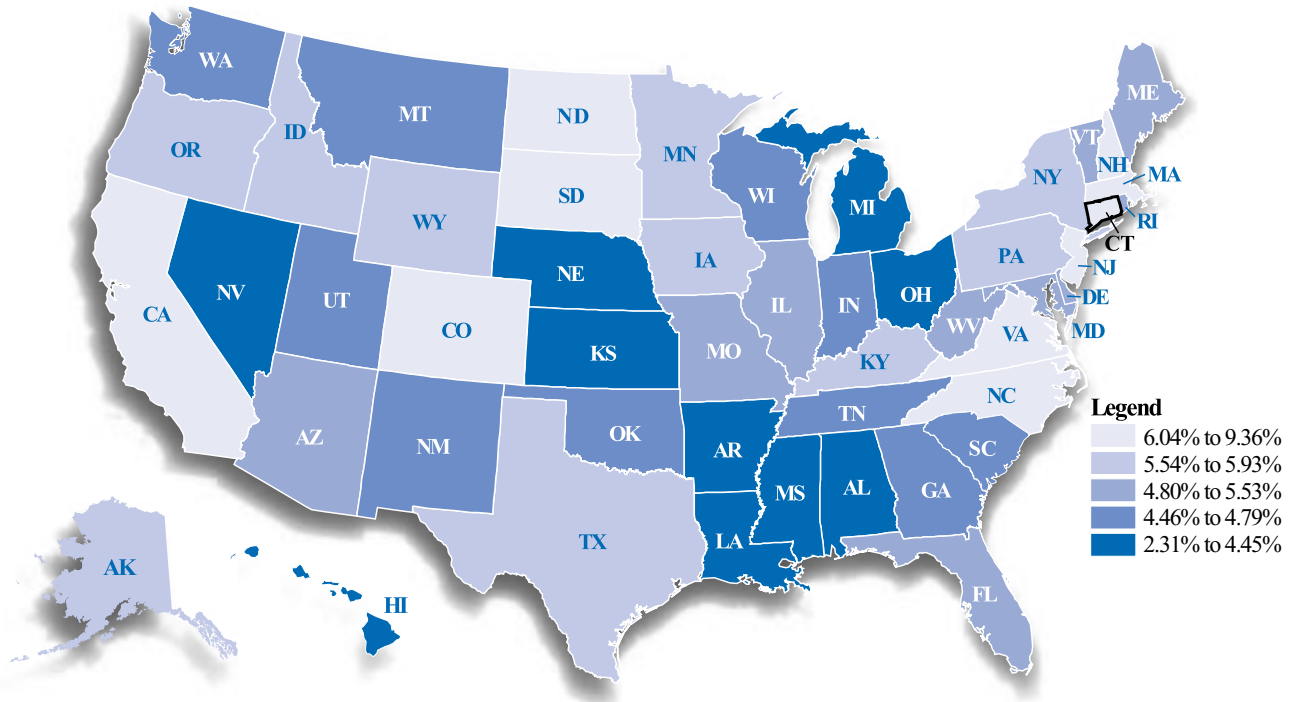 WA
MT
ND
MN
ME
VT
NH
MA
OR
ID
SD
WI
NY
MI
RI
CT
WY
IA
PA
NJ
NE
NV
UT
CO
IL
IN
OH
DE
MD
WV
VA
CA
KS
MO
KY
NC
TN
AZ
NM
OK
AR
SC
MS
AL
GA
TX
LA
AK
HI
FL
Legend
6.04% to 9.36%
5.54% to 5.93%
4.80% to 5.53%
4.46% to 4.79%
2.31% to 4.45%